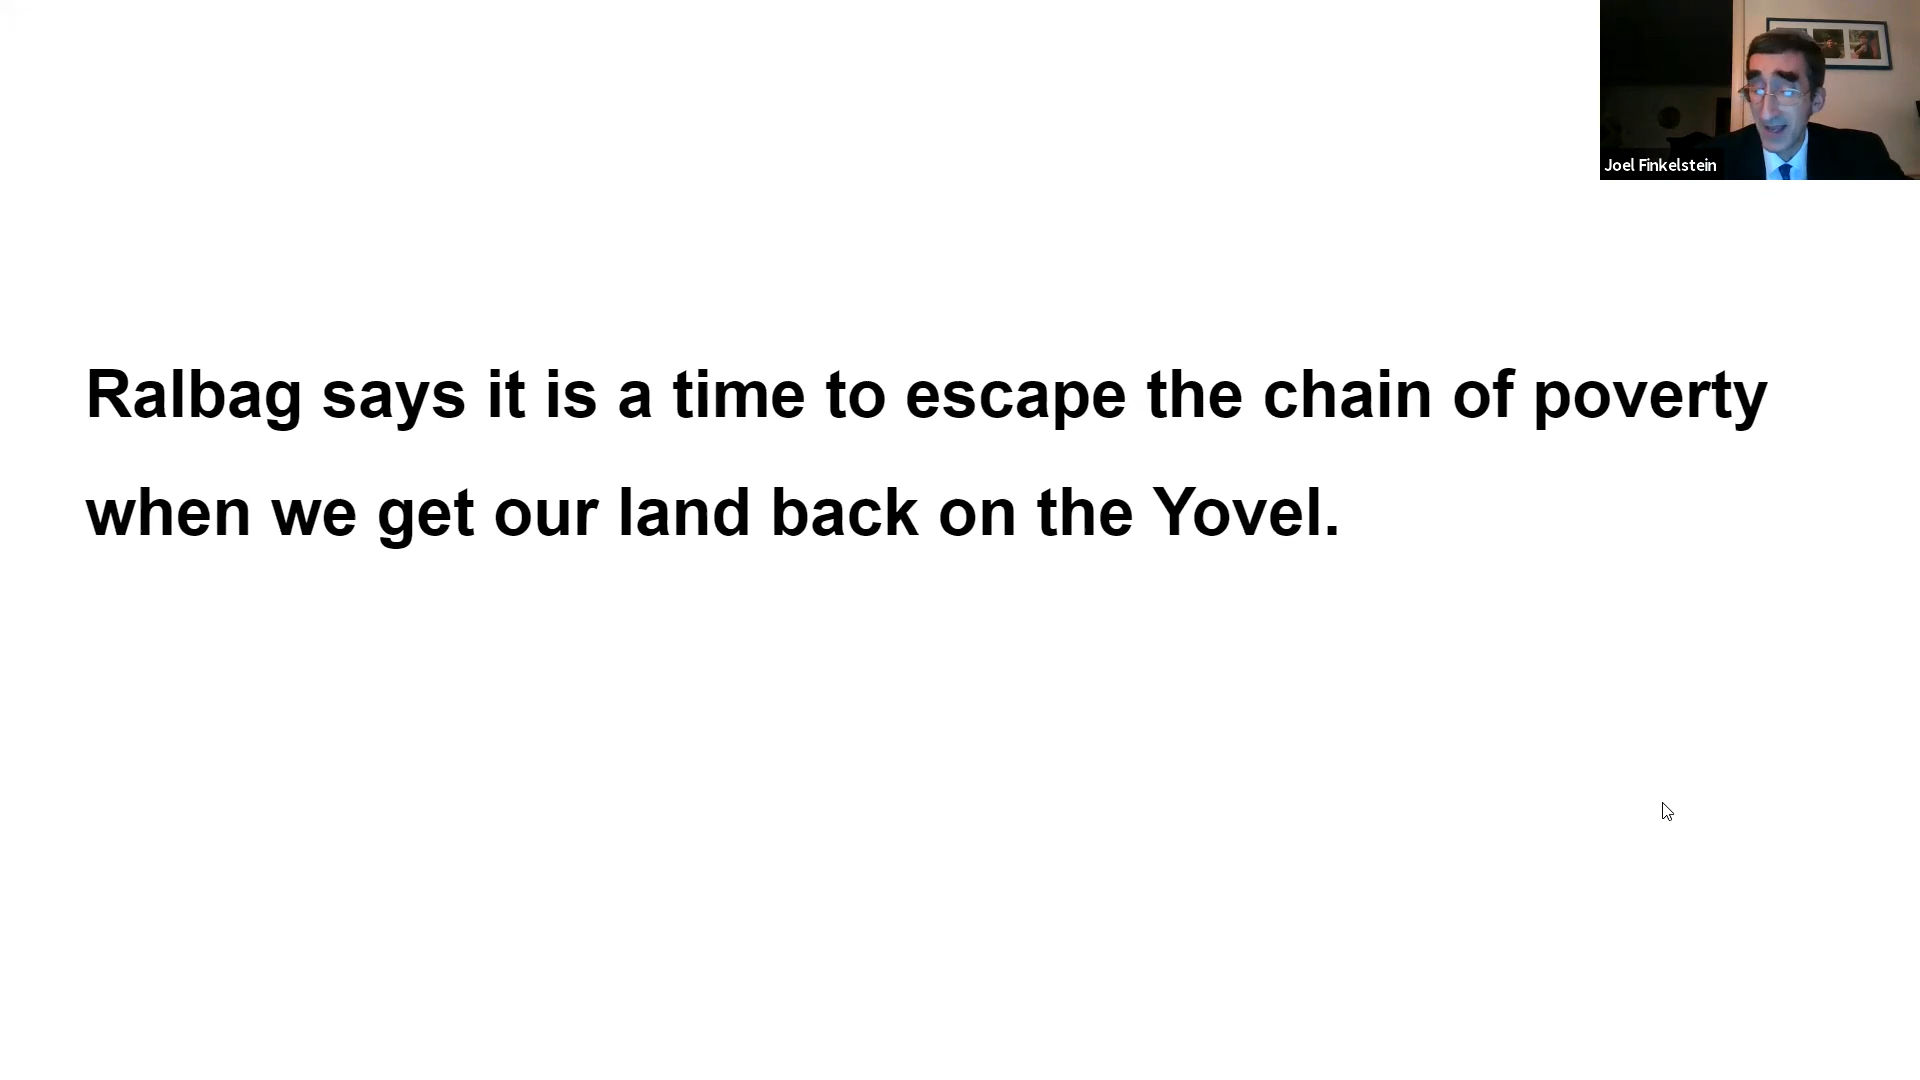 Joel Finkelstein
Ralbag says it is a time to escape the chain of poverty
when we get our land back on the Yovel.